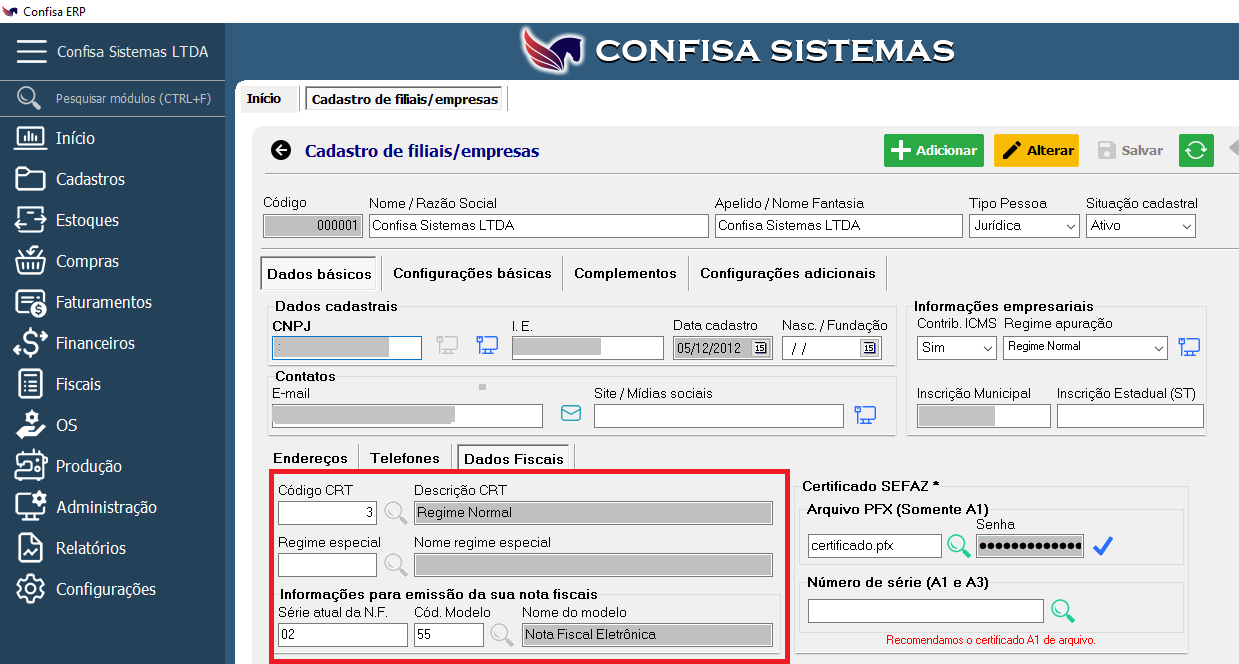 Confisa ERP
Confisa Sistemas LTDA
CONFISA SISTEMAS
Pesquisar módulos (CTRL+F)
Início
Cadastros
Estoques
Compras
Faturamentos
Financeiros
Fiscais
OS
Produção
Administração
Relatórios
Configurações
Início Cadastro de filiais/empresas
Cadastro de filiais/empresas Adicionar Alterar Salvar
Código Nome / Razão Social Apelido / Nome Fantasia Tipo Pessoa Situação cadastral
000001 Confisa Sistemas LTDA Confisa Sistemas LTDA Jurídica Ativo
Dados básicos Configurações básicas Complementos Configurações adicionais
Dados cadastrais
CNPJ I. E. Data cadastro Nasc. / Fundação
05/12/2012 15 / / 15
Informações empresariais
Contrib. ICMS Regime apuração
Sim Regime Normal
Inscrição Municipal Inscrição Estadual (ST)
Contatos
E-mail Site / Mídias sociais
Endereços Telefones Dados Fiscais
Código CRT Descrição CRT
3 Regime Normal
Regime especial Nome regime especial
Informações para emissão da sua nota fiscais
Série atual da N.F. Cód. Modelo Nome do modelo
02 55 Nota Fiscal Eletrônica
Certificado SEFAZ *
Arquivo PFX (Somente A1)
Senha
certificado.pfx
Número de série (A1 e A3)
Recomendamos o certificado A1 de arquivo.